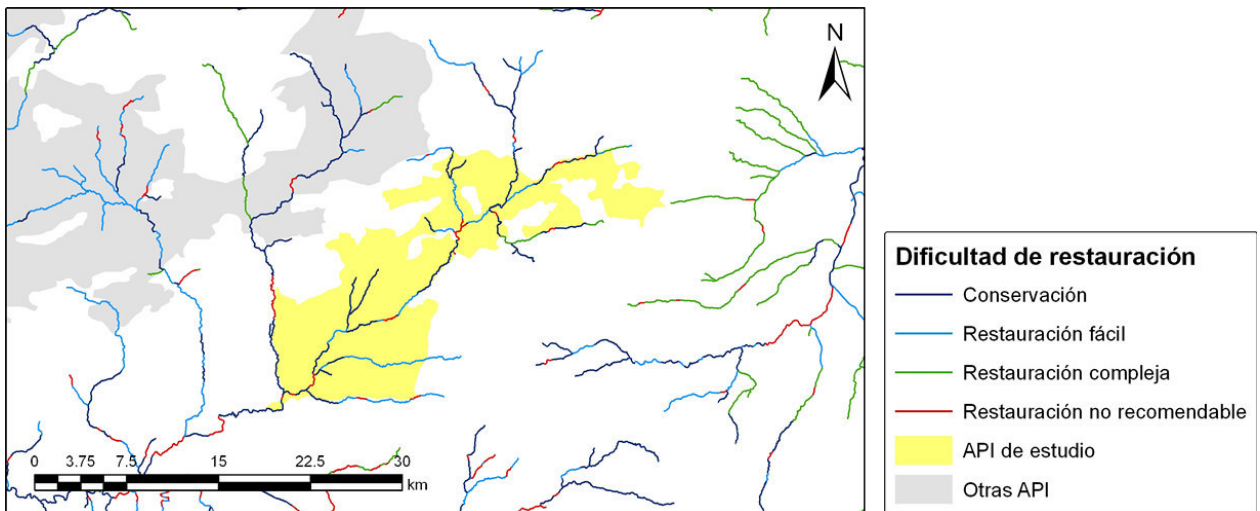 N
0 3.75 7.5 15 22.5 30
km
Dificultad de restauración
Conservación
Restauración fácil
Restauración compleja
Restauración no recomendable
API de estudio
Otras API